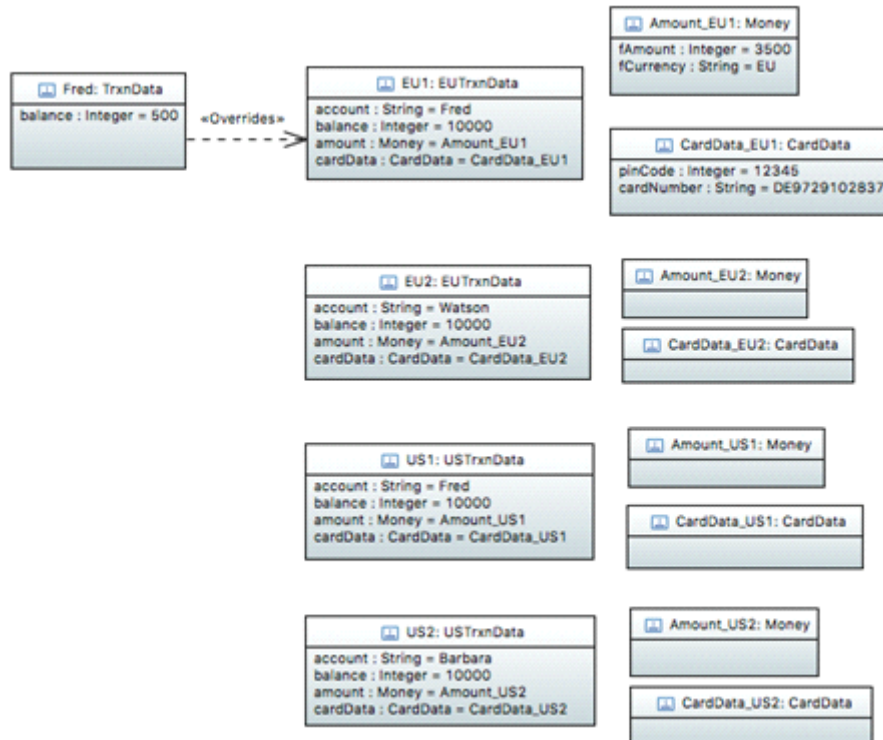 Amount_EU1: Money
fAmount : Integer = 3500
fCurrency : String = EU
Fred: TrxnData
balance : Integer = 500
«Overrides»
EU1: EUTrxnData
account : String = Fred
balance : Integer = 10000
amount : Money = Amount_EU1
cardData : CardData = CardData_EU1
CardData_EU1: CardData
pinCode : Integer = 12345
cardNumber : String = DE9729102837
EU2: EUTrxnData
account : String = Watson
balance : Integer = 10000
amount : Money = Amount_EU2
cardData : CardData = CardData_EU2
Amount_EU2: Money
CardData_EU2: CardData
US1: USTrxnData
account : String = Fred
balance : Integer = 10000
amount : Money = Amount_US1
cardData : CardData = CardData_US1
Amount_US1: Money
CardData_US1: CardData
US2: USTrxnData
account : String = Barbara
balance : Integer = 10000
amount : Money = Amount_US2
cardData : CardData = CardData_US2
Amount_US2: Money
CardData_US2: CardData